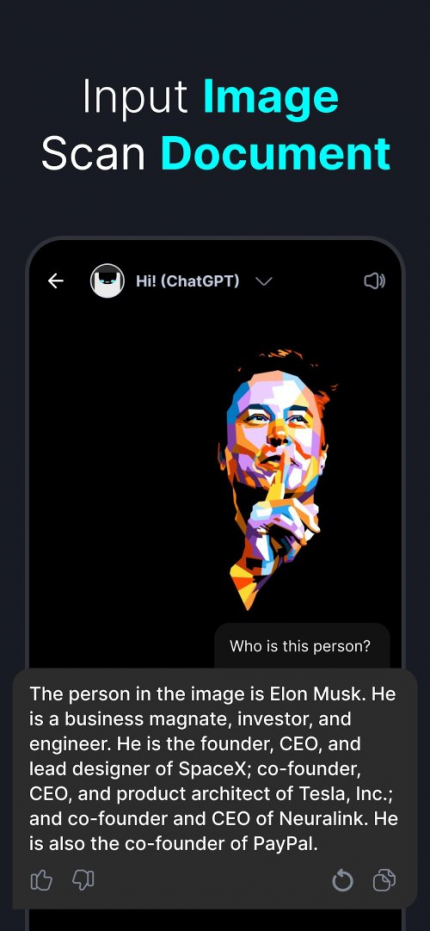 Input Image
Scan Document
Hi! (ChatGPT)
Who is this person?
The person in the image is Elon Musk. He
is a business magnate, investor, and
engineer. He is the founder, CEO, and
lead designer of SpaceX; co-founder,
CEO, and product architect of Tesla, Inc.;
and co-founder and CEO of Neuralink. He
is also the co-founder of PayPal.